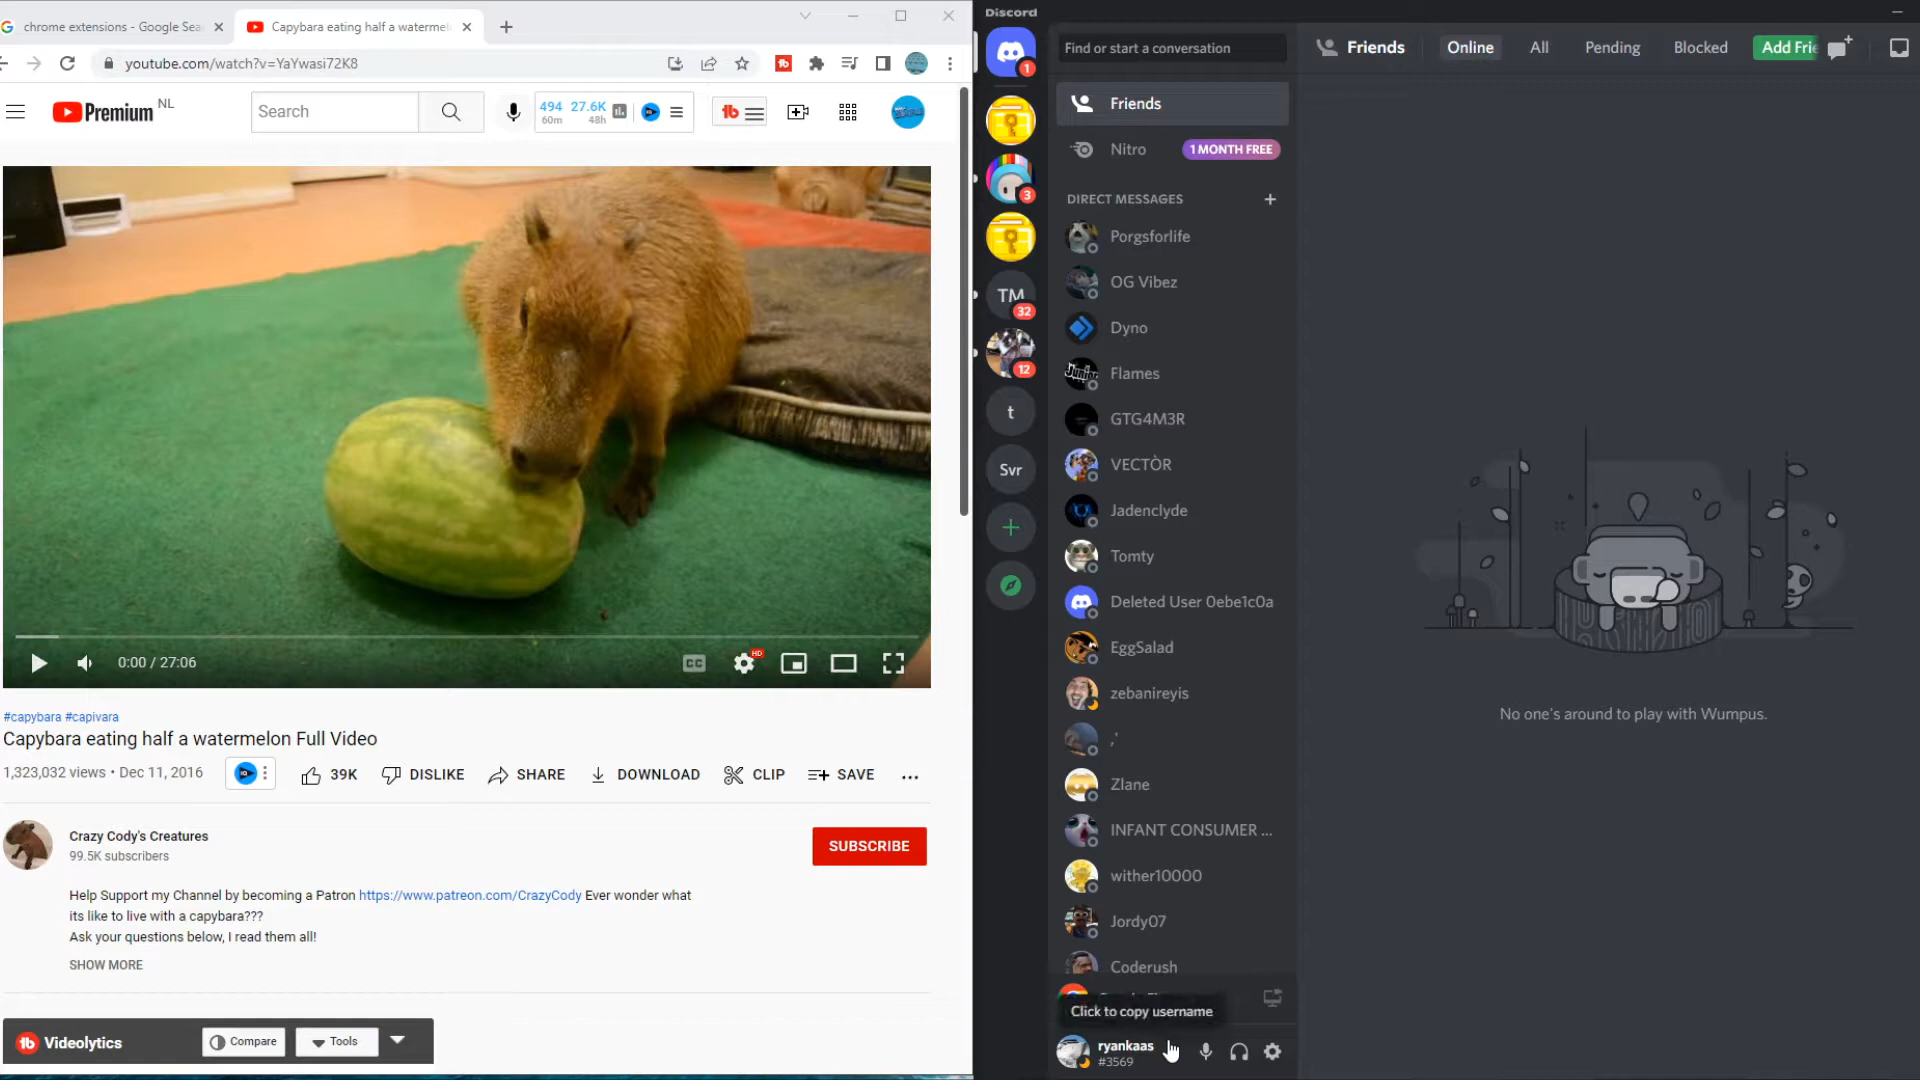 chrome extensions - Google Sea
Capybara eating half a watermel
youtube.com/watch?v=YaYwasi72K8
Premium NL
Search
494 27.6K
60m 48h
0:00 / 27:06
CC
HD
#capybara #capivara
Capybara eating half a watermelon Full Video
1,323,032 views • Dec 11, 2016
39K
DISLIKE
SHARE
DOWNLOAD
CLIP
SAVE
Crazy Cody's Creatures
99.5K subscribers
SUBSCRIBE
Help Support my Channel by becoming a Patron https://www.patreon.com/CrazyCody Ever wonder what
its like to live with a capybara???
Ask your questions below, I read them all!
SHOW MORE
Videolytics
Compare
Tools
Discord
1
3
TM
32
12
t
Svr
Find or start a conversation
Friends
Nitro
1 MONTH FREE
DIRECT MESSAGES
Porgsforlife
OG Vibez
Dyno
Flames
GTG4M3R
VECTÒR
Jadenclyde
Tomty
Deleted User 0ebe1c0a
EggSalad
zebanireyis
,'
Zlane
INFANT CONSUMER ...
wither10000
Jordy07
Coderush
Click to copy username
ryankaas
#3569
Friends
Online
All
Pending
Blocked
Add Frie
No one's around to play with Wumpus.